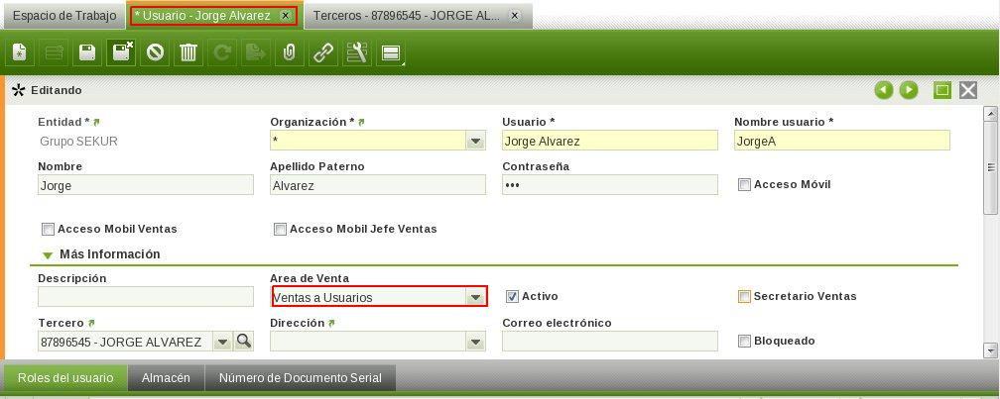 Espacio de Trabajo * Usuario - Jorge Alvarez x Terceros - 87896545 - JORGE AL... x
Editando
Entidad * Organización * Usuario * Nombre usuario *
Grupo SEKUR * Jorge Alvarez JorgeA
Nombre Apellido Paterno Contraseña
Jorge Alvarez ••• Acceso Móvil
Acceso Mobil Ventas Acceso Mobil Jefe Ventas
Más Información
Descripción Area de Venta
Ventas a Usuarios Activo Secretario Ventas
Tercero Dirección Correo electrónico
87896545 - JORGE ALVAREZ Bloqueado
Roles del usuario Almacén Número de Documento Serial